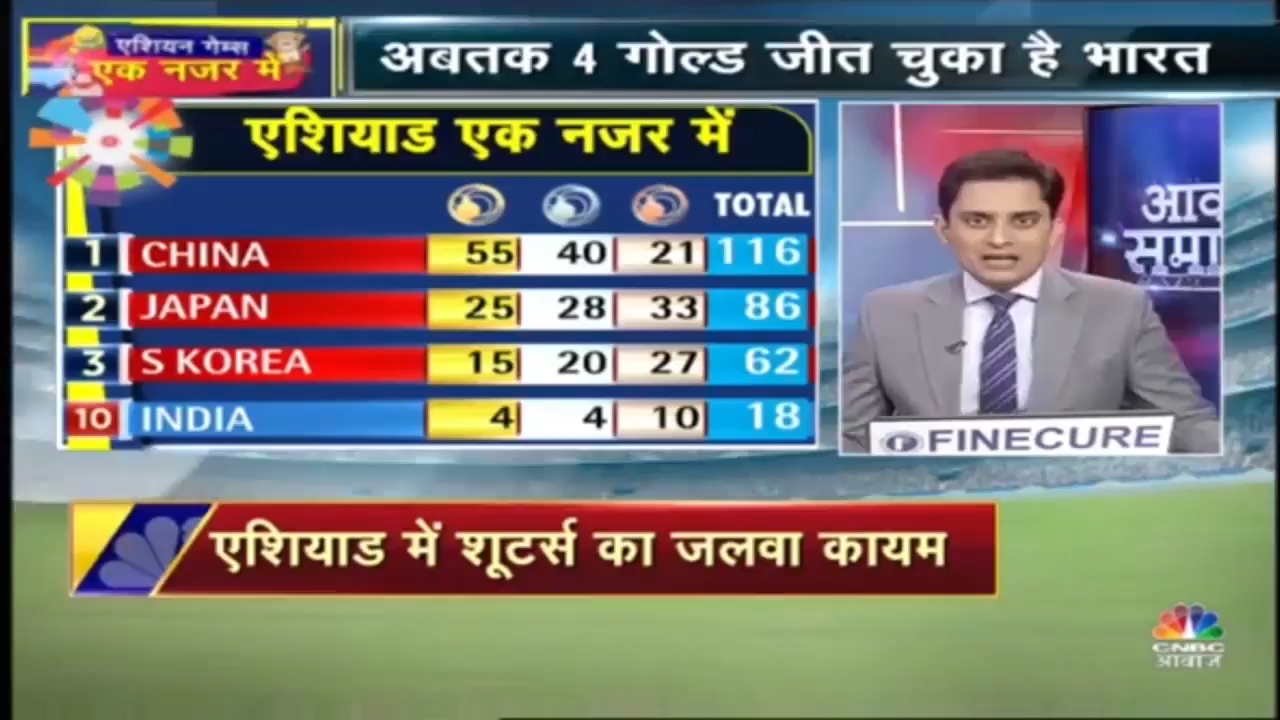 एशियन गेम्स
एक नजर में
अबतक 4 गोल्ड जीत चुका है भारत
एशियाड एक नजर में
TOTAL
1 CHINA 55 40 21 116
2 JAPAN 25 28 33 86
3 S KOREA 15 20 27 62
10 INDIA 4 4 10 18
FINECURE
एशियाड में शूटर्स का जलवा कायम
CNBC
आवाज़